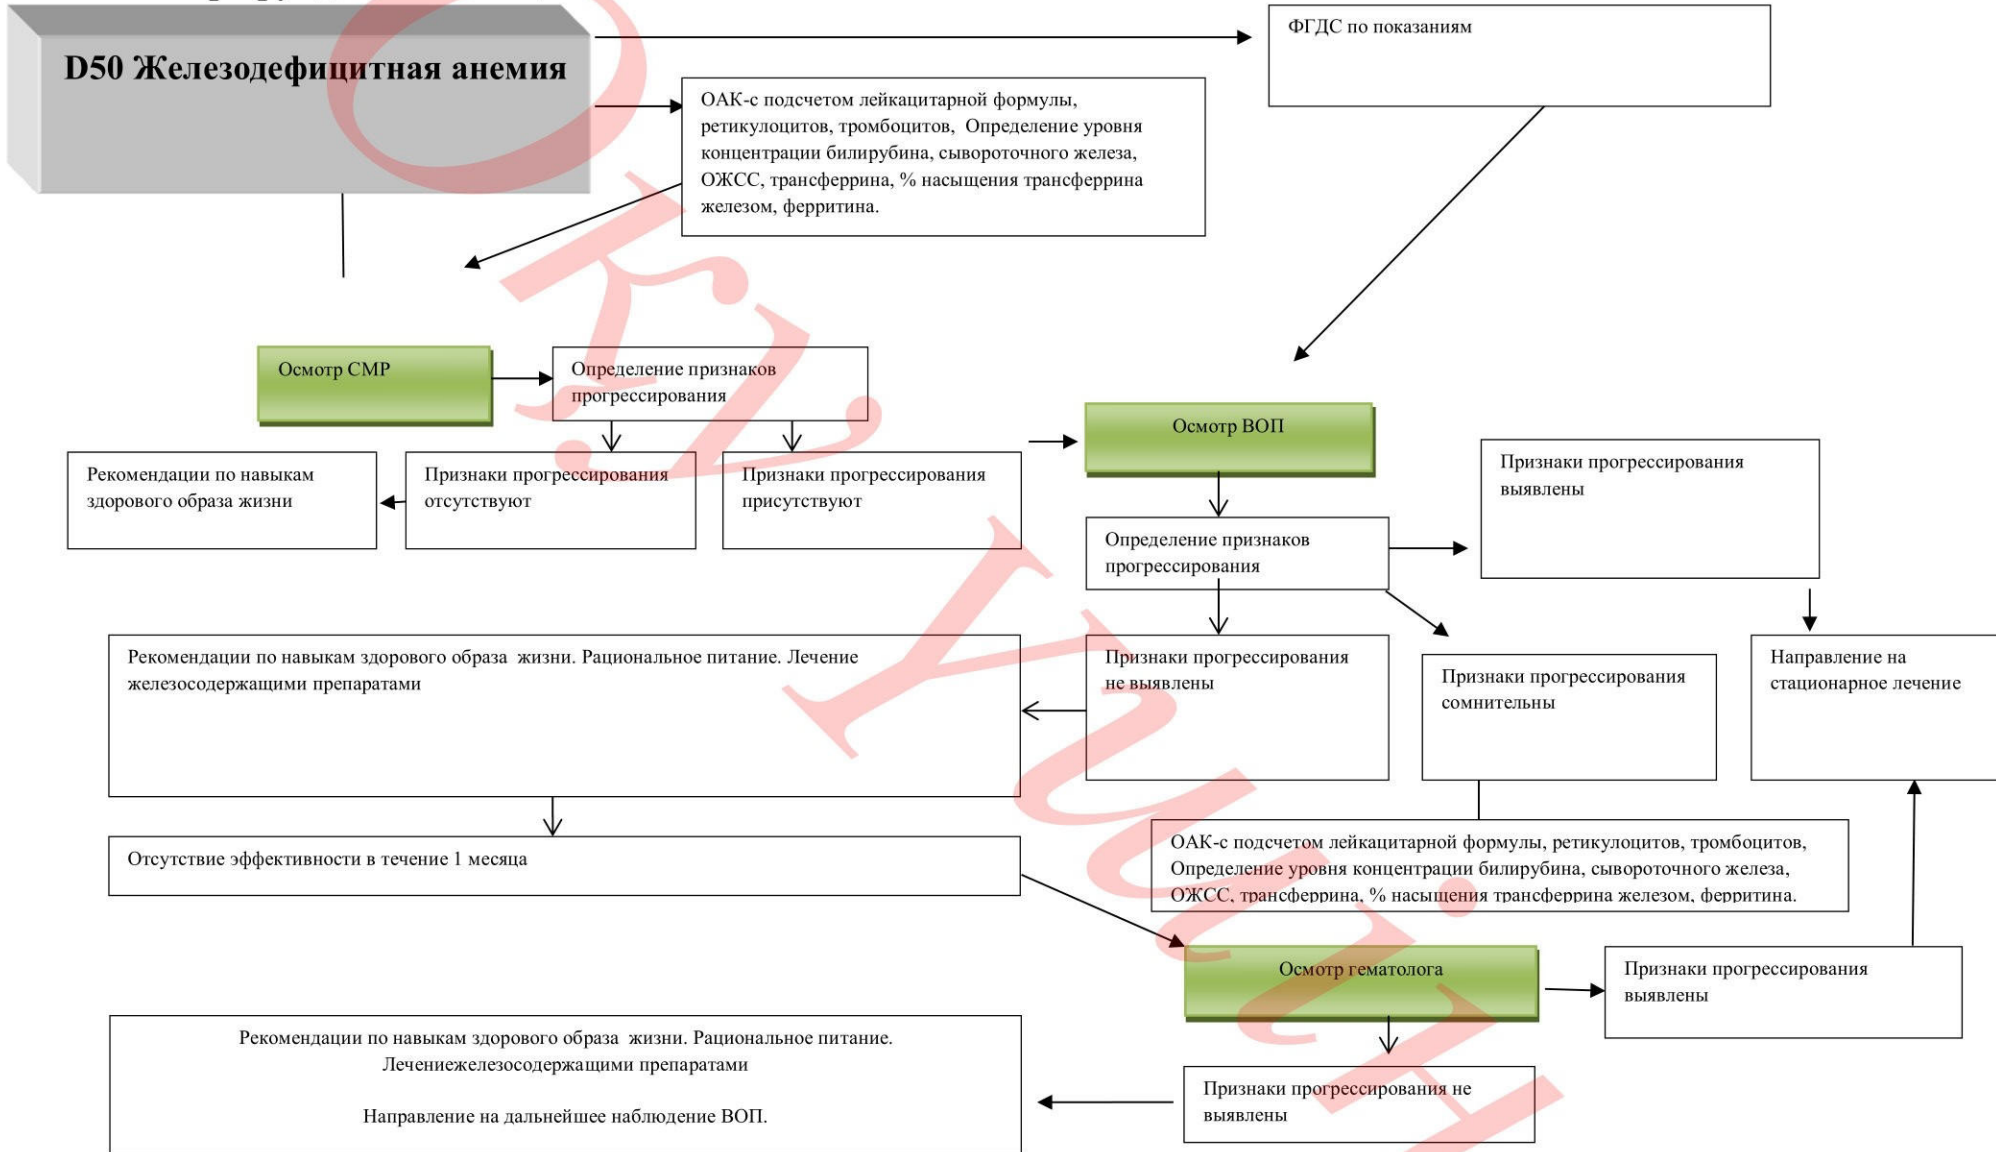 D50 Железодефицитная анемия
ФГДС по показаниям
ОАК-с подсчетом лейкацитарной формулы,
ретикулоцитов, тромбоцитов, Определение уровня
концентрации билирубина, сывороточного железа,
ОЖСС, трансферрина, % насыщения трансферрина
железом, ферритина.
Осмотр СМР
Определение признаков
прогрессирования
Осмотр ВОП
Рекомендации по навыкам
здорового образа жизни
Признаки прогрессирования
отсутствуют
Признаки прогрессирования
присутствуют
Признаки прогрессирования
выявлены
Определение признаков
прогрессирования
Рекомендации по навыкам здорового образа жизни. Рациональное питание. Лечение
железосодержащими препаратами
Признаки прогрессирования
не выявлены
Признаки прогрессирования
сомнительны
Направление на
стационарное лечение
Отсутствие эффективности в течение 1 месяца
ОАК-с подсчетом лейкацитарной формулы, ретикулоцитов, тромбоцитов,
Определение уровня концентрации билирубина, сывороточного железа,
ОЖСС, трансферрина, % насыщения трансферрина железом, ферритина.
Осмотр гематолога
Признаки прогрессирования
выявлены
Рекомендации по навыкам здорового образа жизни. Рациональное питание.
Лечениежелезосодержащими препаратами
Направление на дальнейшее наблюдение ВОП.
Признаки прогрессирования не
выявлены